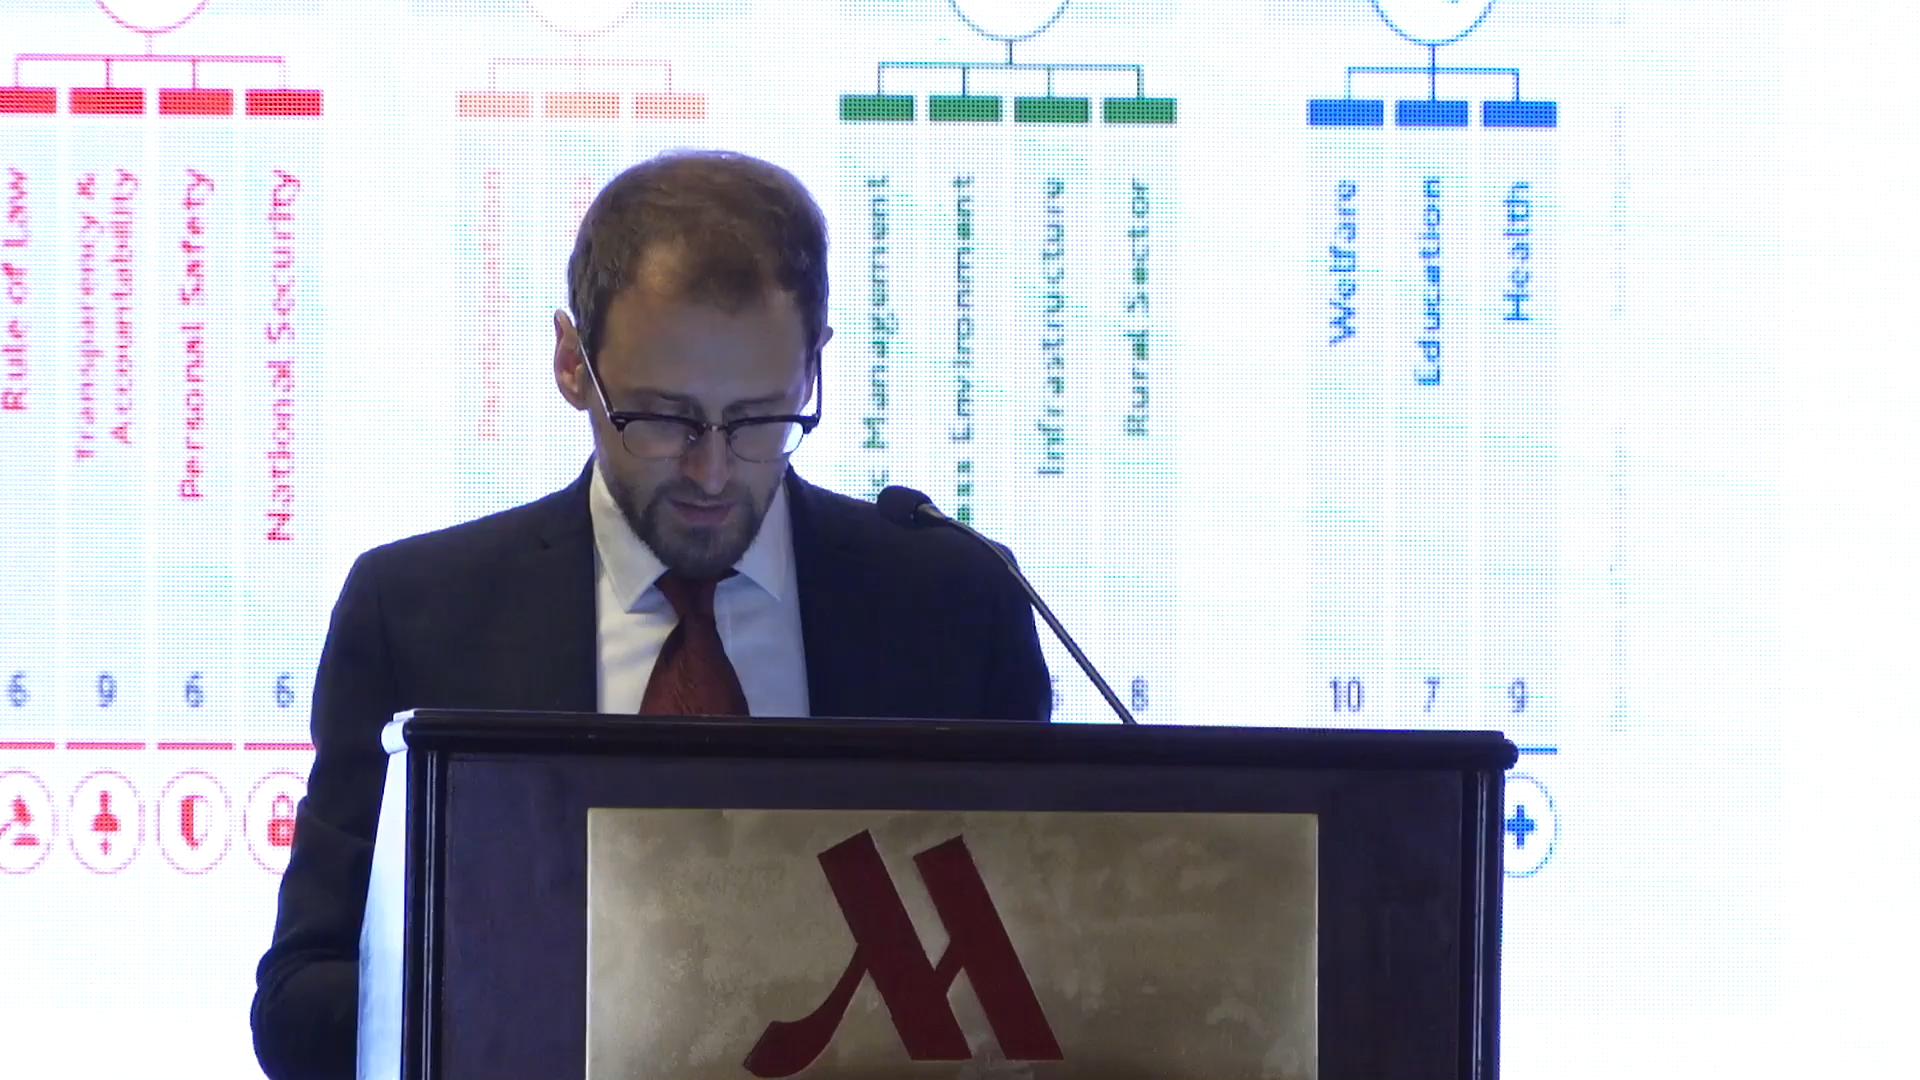 Rule of Law
Transparency &
Accountability
Personal Safety
National Security
Management
Environment
Infrastructure
Rural Sector
Welfare
Education
Health
6
9
6
6
8
10
7
9